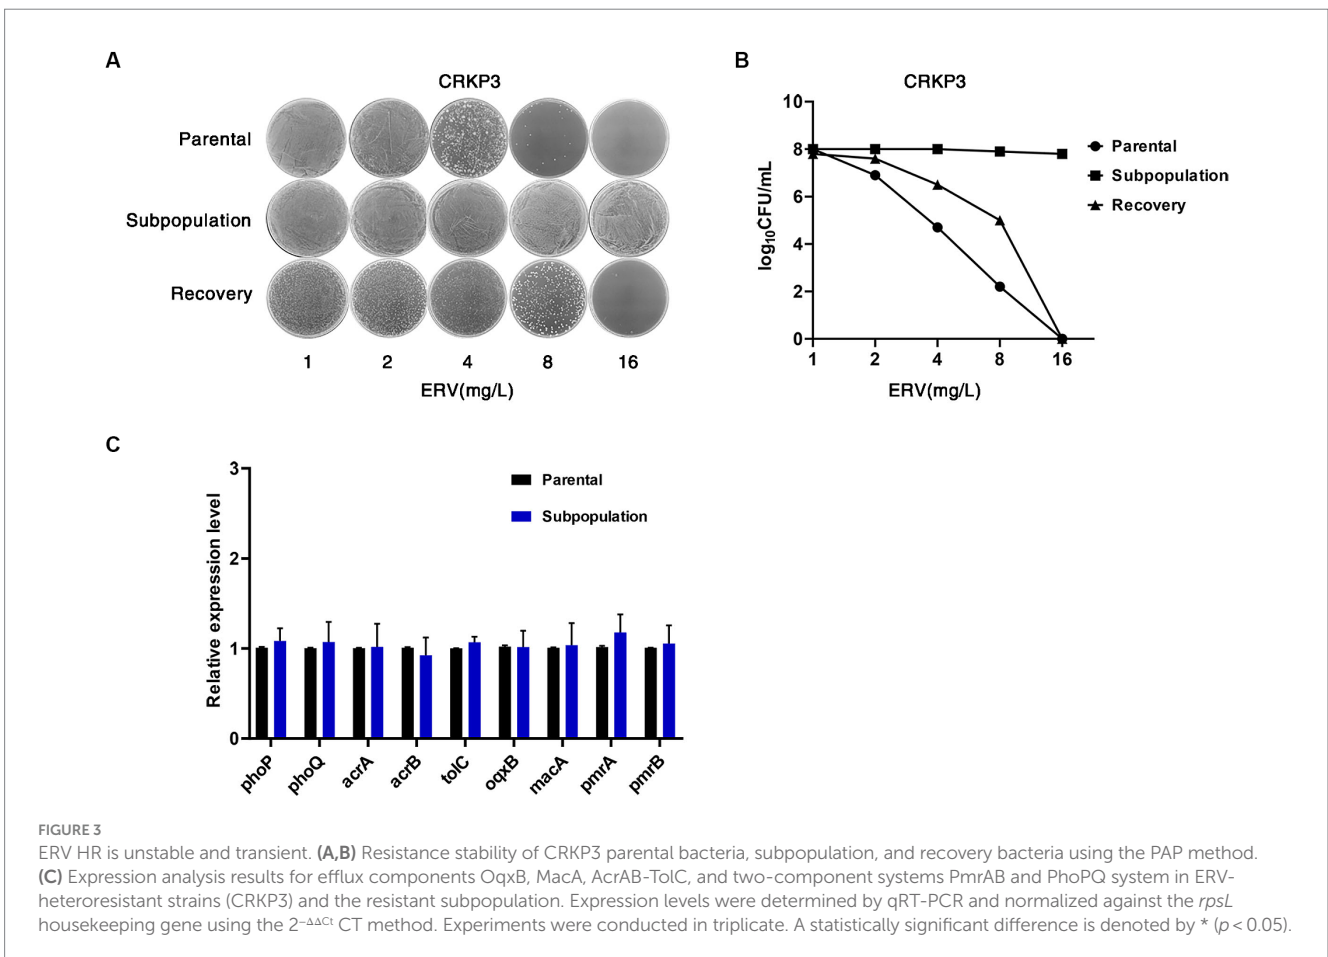 A
CRKP3
Parental
Subpopulation
Recovery
1 2 4 8 16
ERV(mg/L)
B
CRKP3
10
8
6
4
2
0
log10CFU/mL
1 2 4 8 16
ERV(mg/L)
Parental
Subpopulation
Recovery
C
3
2
1
0
Relative expression level
Parental
Subpopulation
phoP phoQ acrA acrB tolC oqxB macA pmrA pmrB
FIGURE 3
ERV HR is unstable and transient. (A,B) Resistance stability of CRKP3 parental bacteria, subpopulation, and recovery bacteria using the PAP method.
(C) Expression analysis results for efflux components OqxB, MacA, AcrAB-TolC, and two-component systems PmrAB and PhoPQ system in ERV-
heteroresistant strains (CRKP3) and the resistant subpopulation. Expression levels were determined by qRT-PCR and normalized against the rpsL
housekeeping gene using the 2−ΔΔCt CT method. Experiments were conducted in triplicate. A statistically significant difference is denoted by * (p < 0.05).